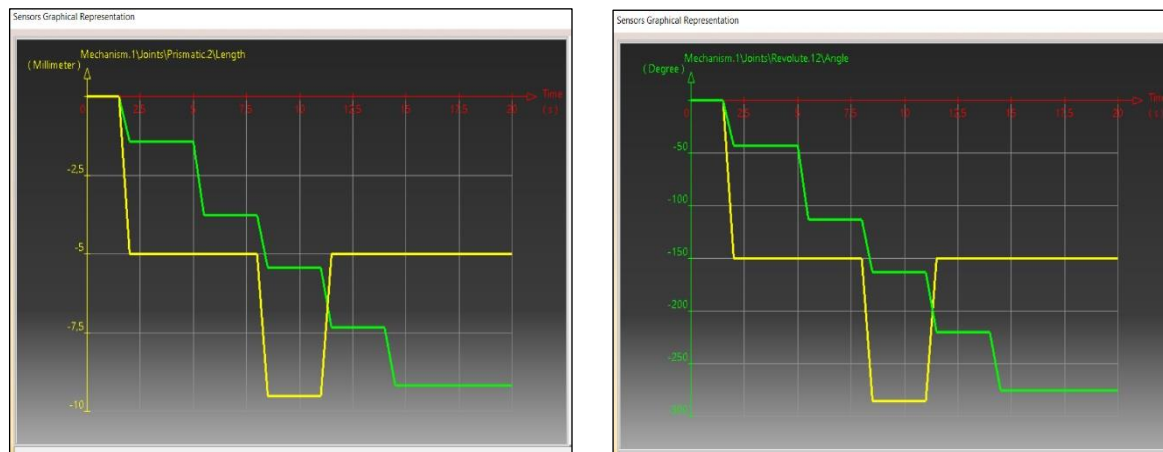 Sensors Graphical Representation
Mechanism.1\Joints\Prismatic.2\Length
( Millimeter )
Time
( s )
0
2,5
5
7,5
10
12,5
15
17,5
20
-2,5
-5
-7,5
-10
Sensors Graphical Representation
Mechanism.1\Joints\Revolute.12\Angle
( Degree )
Time
( s )
0
2,5
5
7,5
10
12,5
15
17,5
20
-50
-100
-150
-200
-250
-300